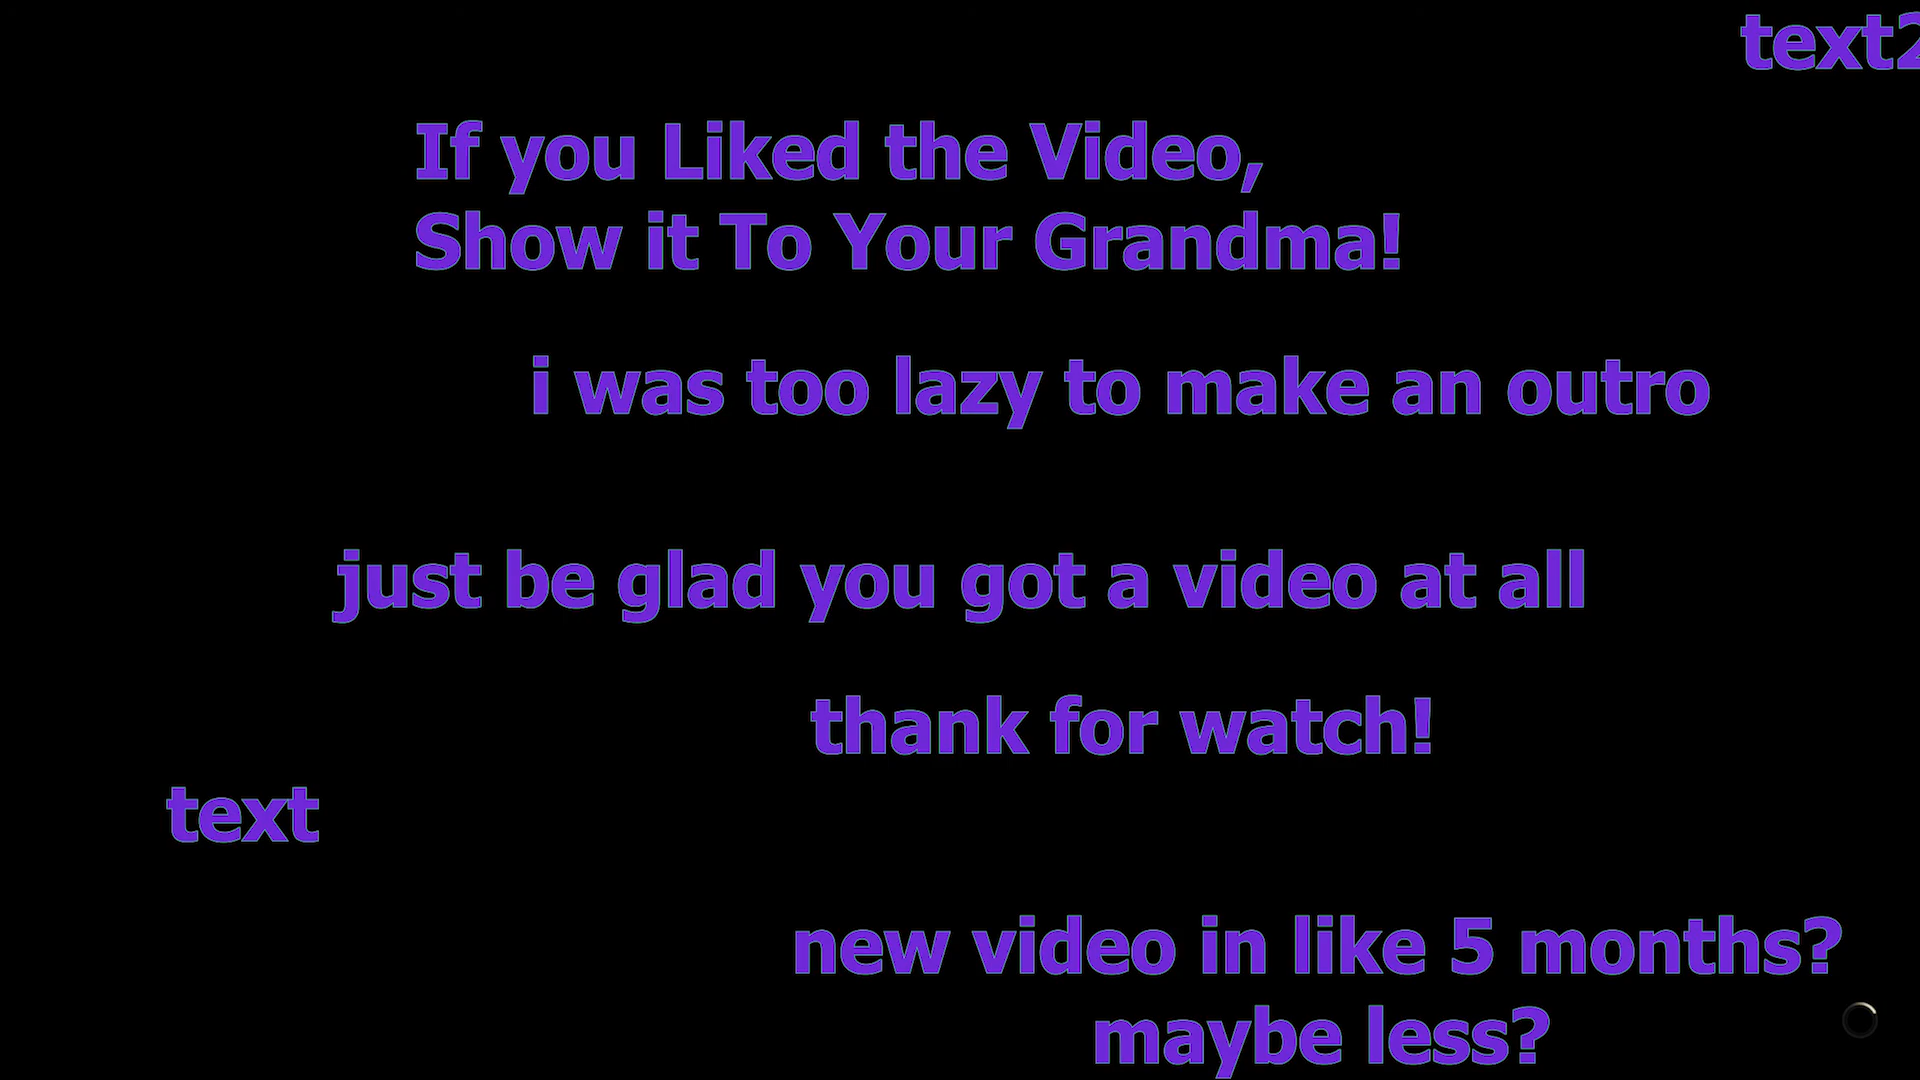 text2
If you Liked the Video,
Show it To Your Grandma!
i was too lazy to make an outro
just be glad you got a video at all
thank for watch!
text
new video in like 5 months?
maybe less?